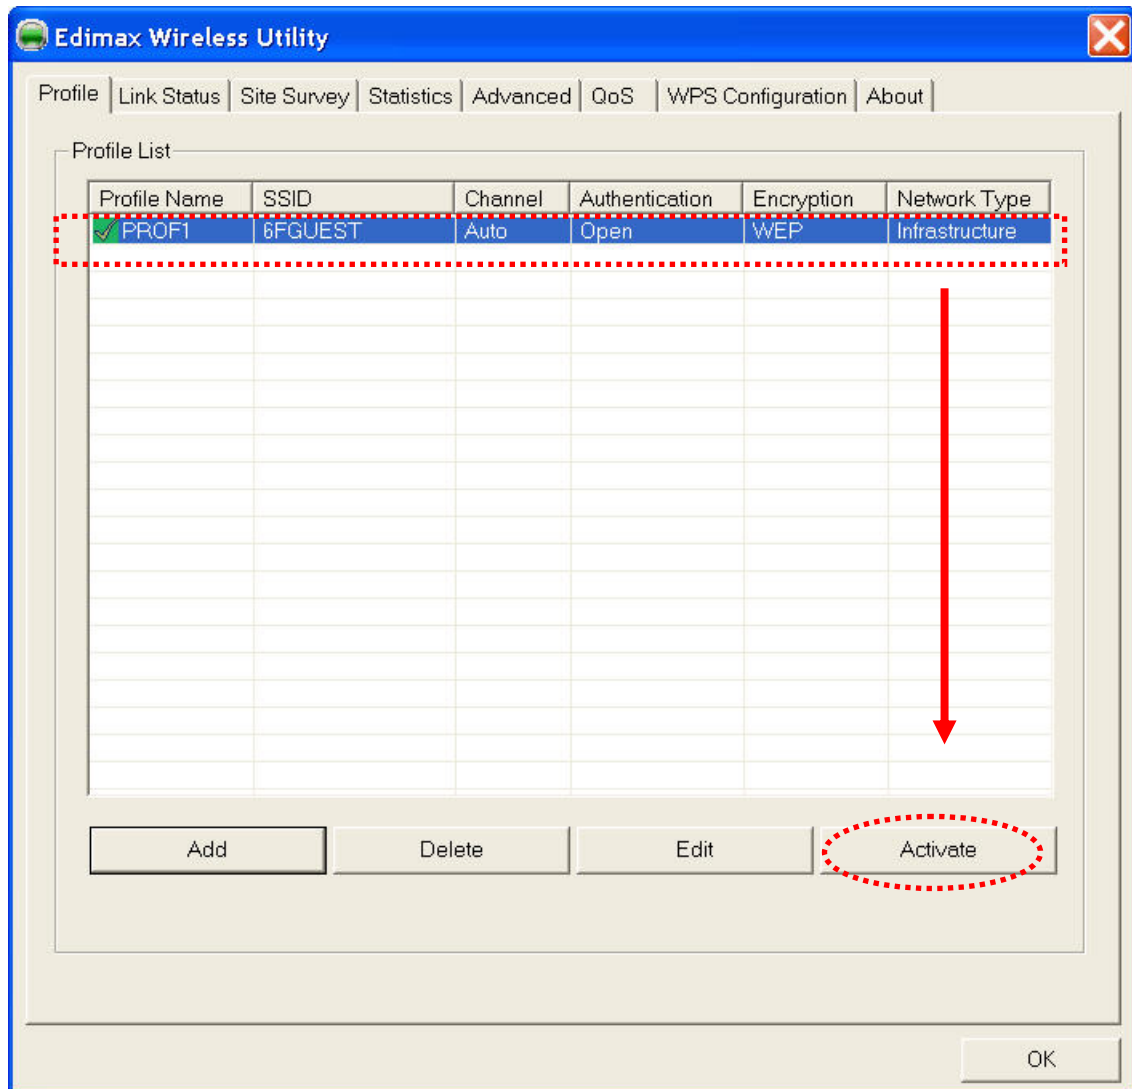 Edimax Wireless Utility
Profile Link Status Site Survey Statistics Advanced QoS WPS Configuration About
Profile List
Profile Name SSID Channel Authentication Encryption Network Type
PROF1 6FGUEST Auto Open WEP Infrastructure
Add Delete Edit Activate
OK